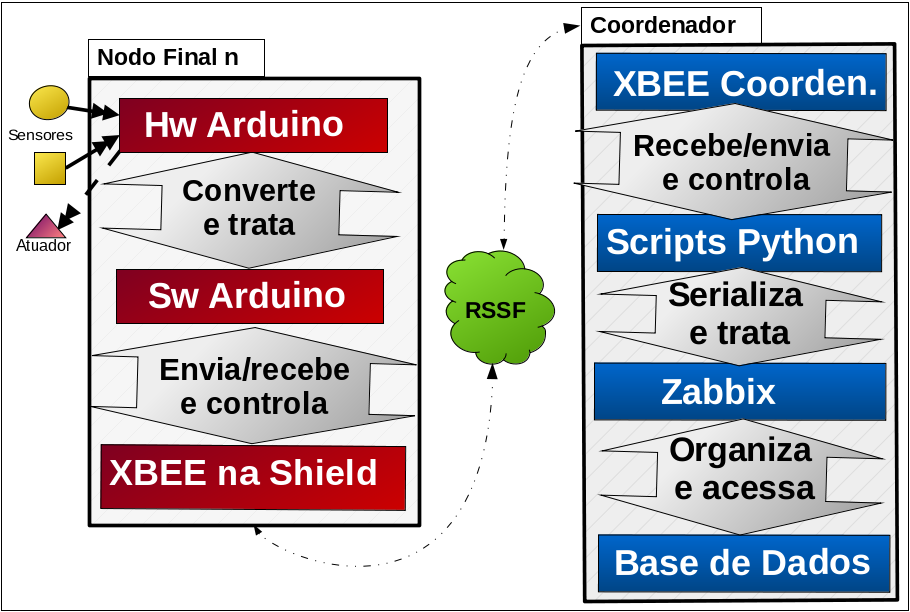 Nodo Final n
Sensores
Atuador
Hw Arduino
Converte
e trata
Sw Arduino
Envia/recebe
e controla
XBEE na Shield
RSSF
Coordenador
XBEE Coorden.
Recebe/envia
e controla
Scripts Python
Serializa
e trata
Zabbix
Organiza
e acessa
Base de Dados